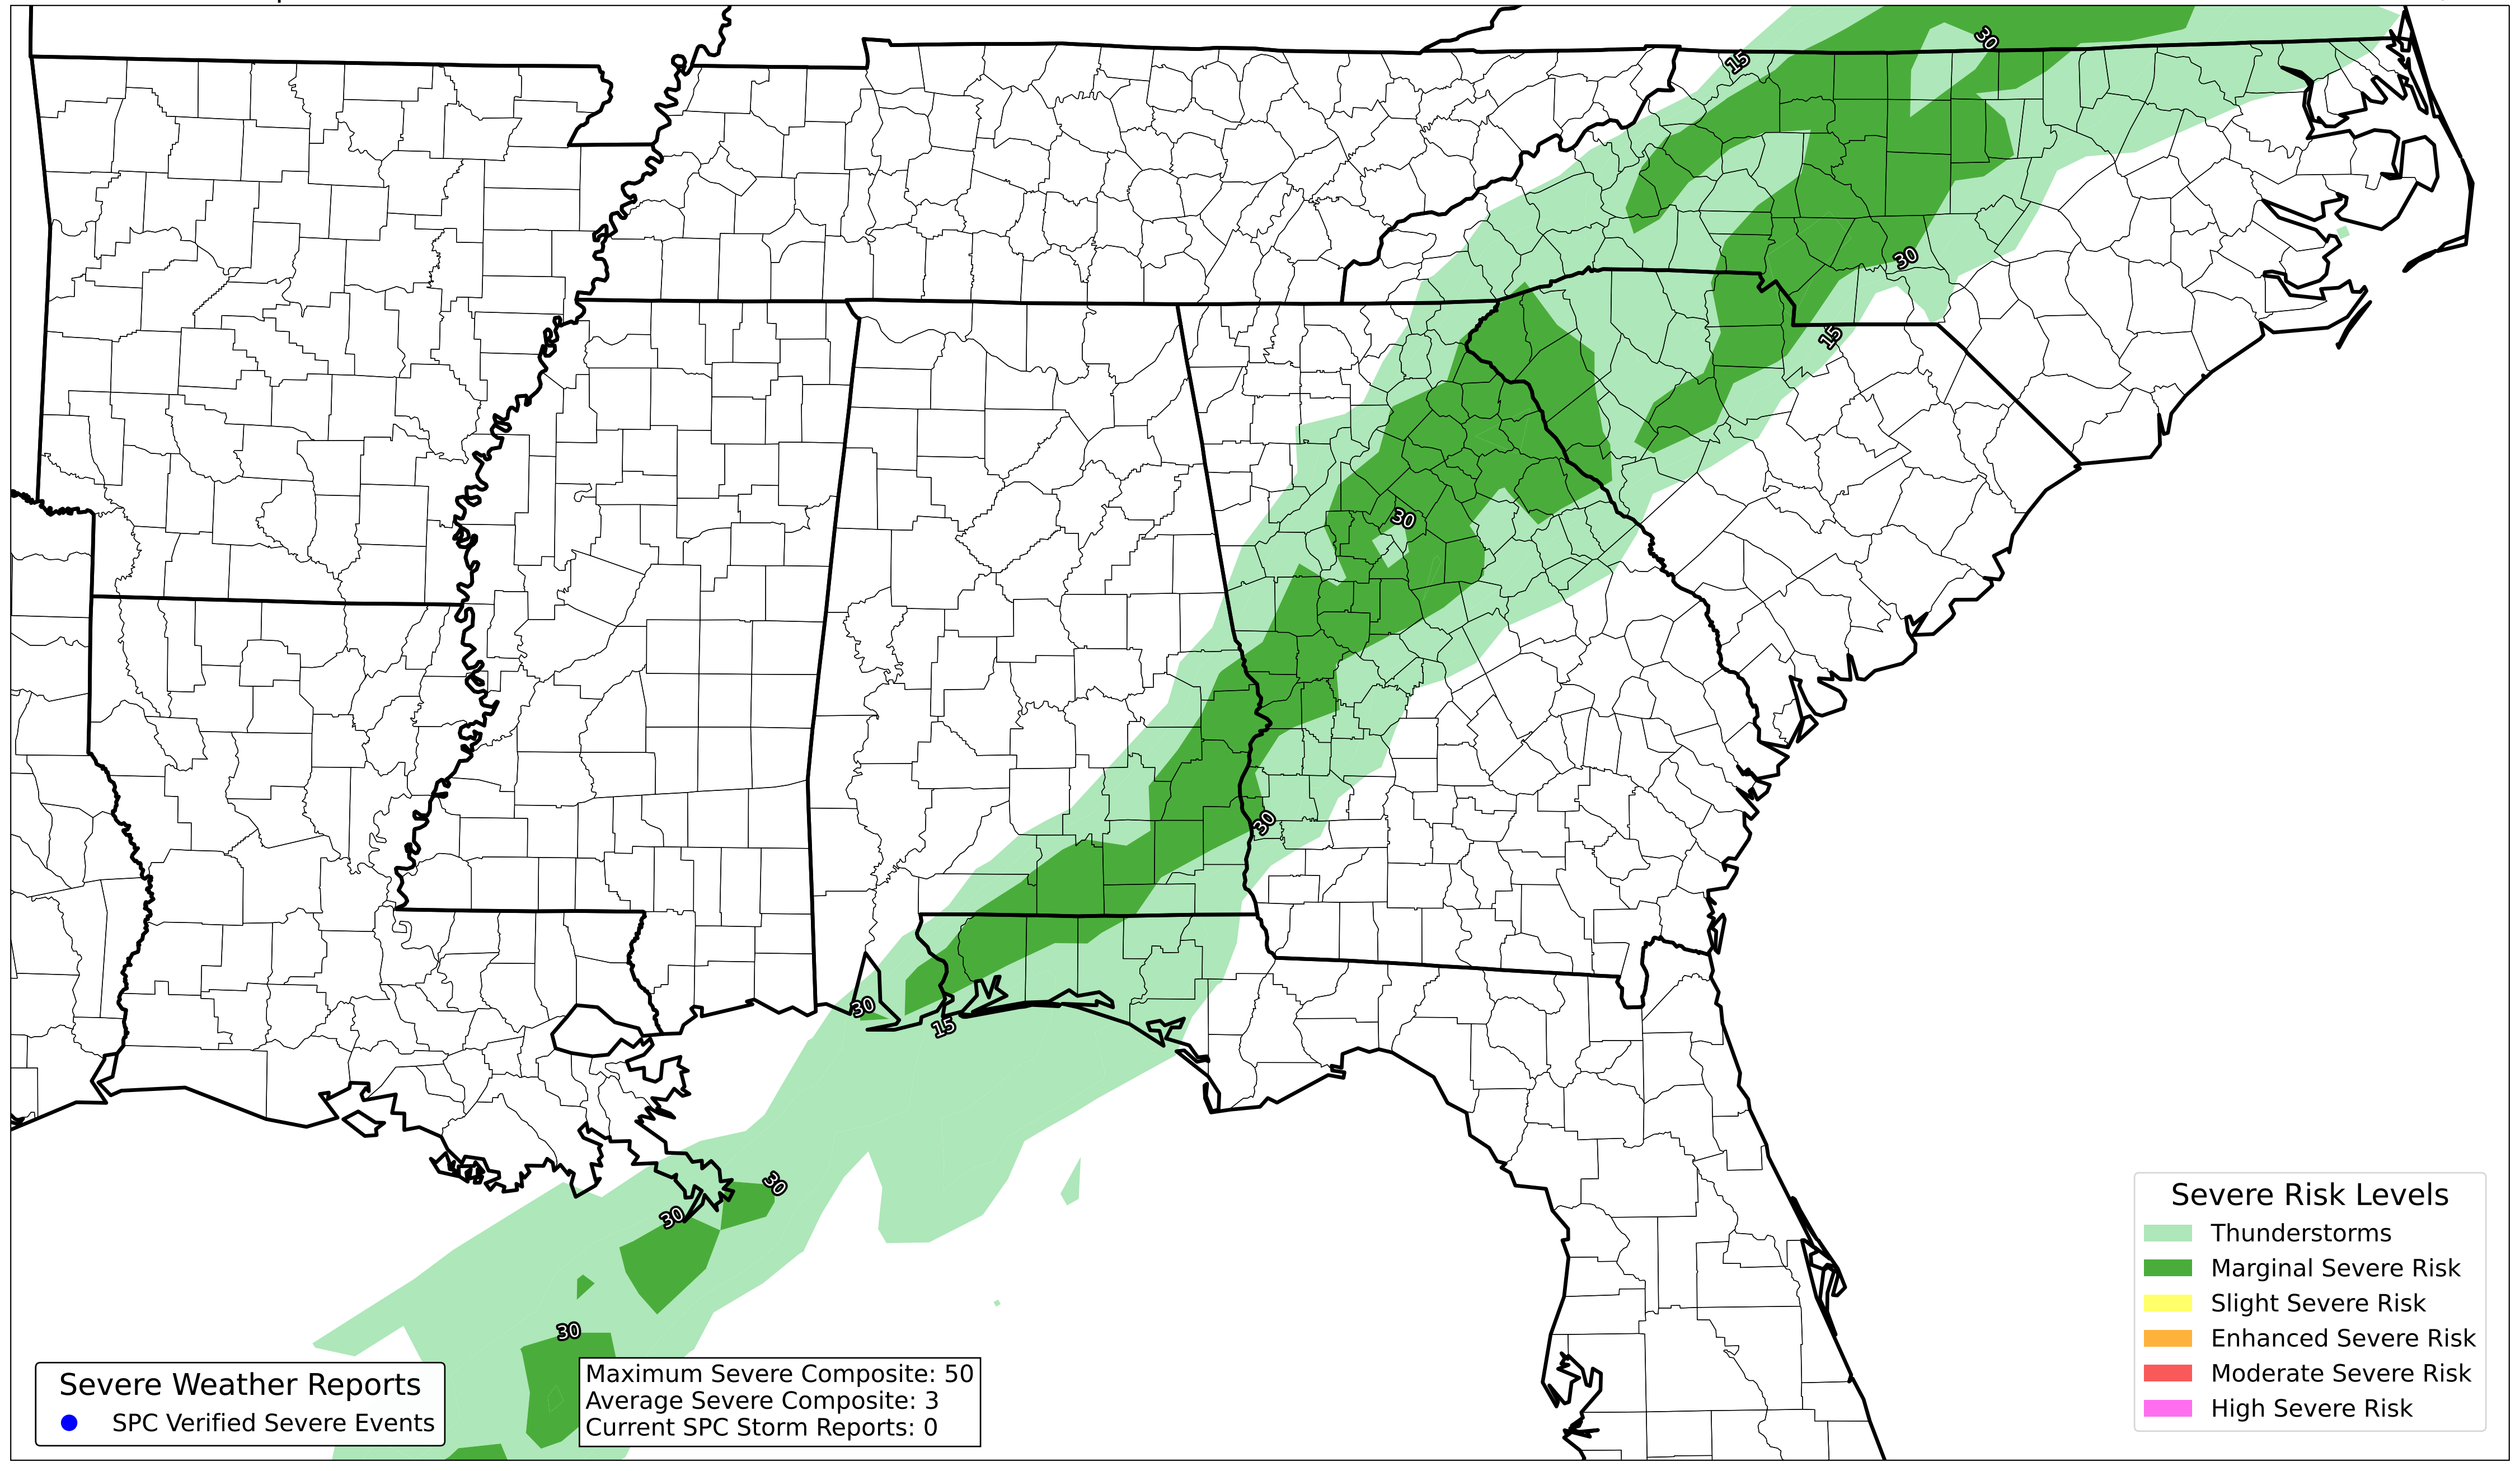 30
15
30
15
30
30
30
15
30
30
30
Severe Risk Levels
Thunderstorms
Marginal Severe Risk
Slight Severe Risk
Enhanced Severe Risk
Moderate Severe Risk
High Severe Risk
Severe Weather Reports
SPC Verified Severe Events
Maximum Severe Composite: 50
Average Severe Composite: 3
Current SPC Storm Reports: 0